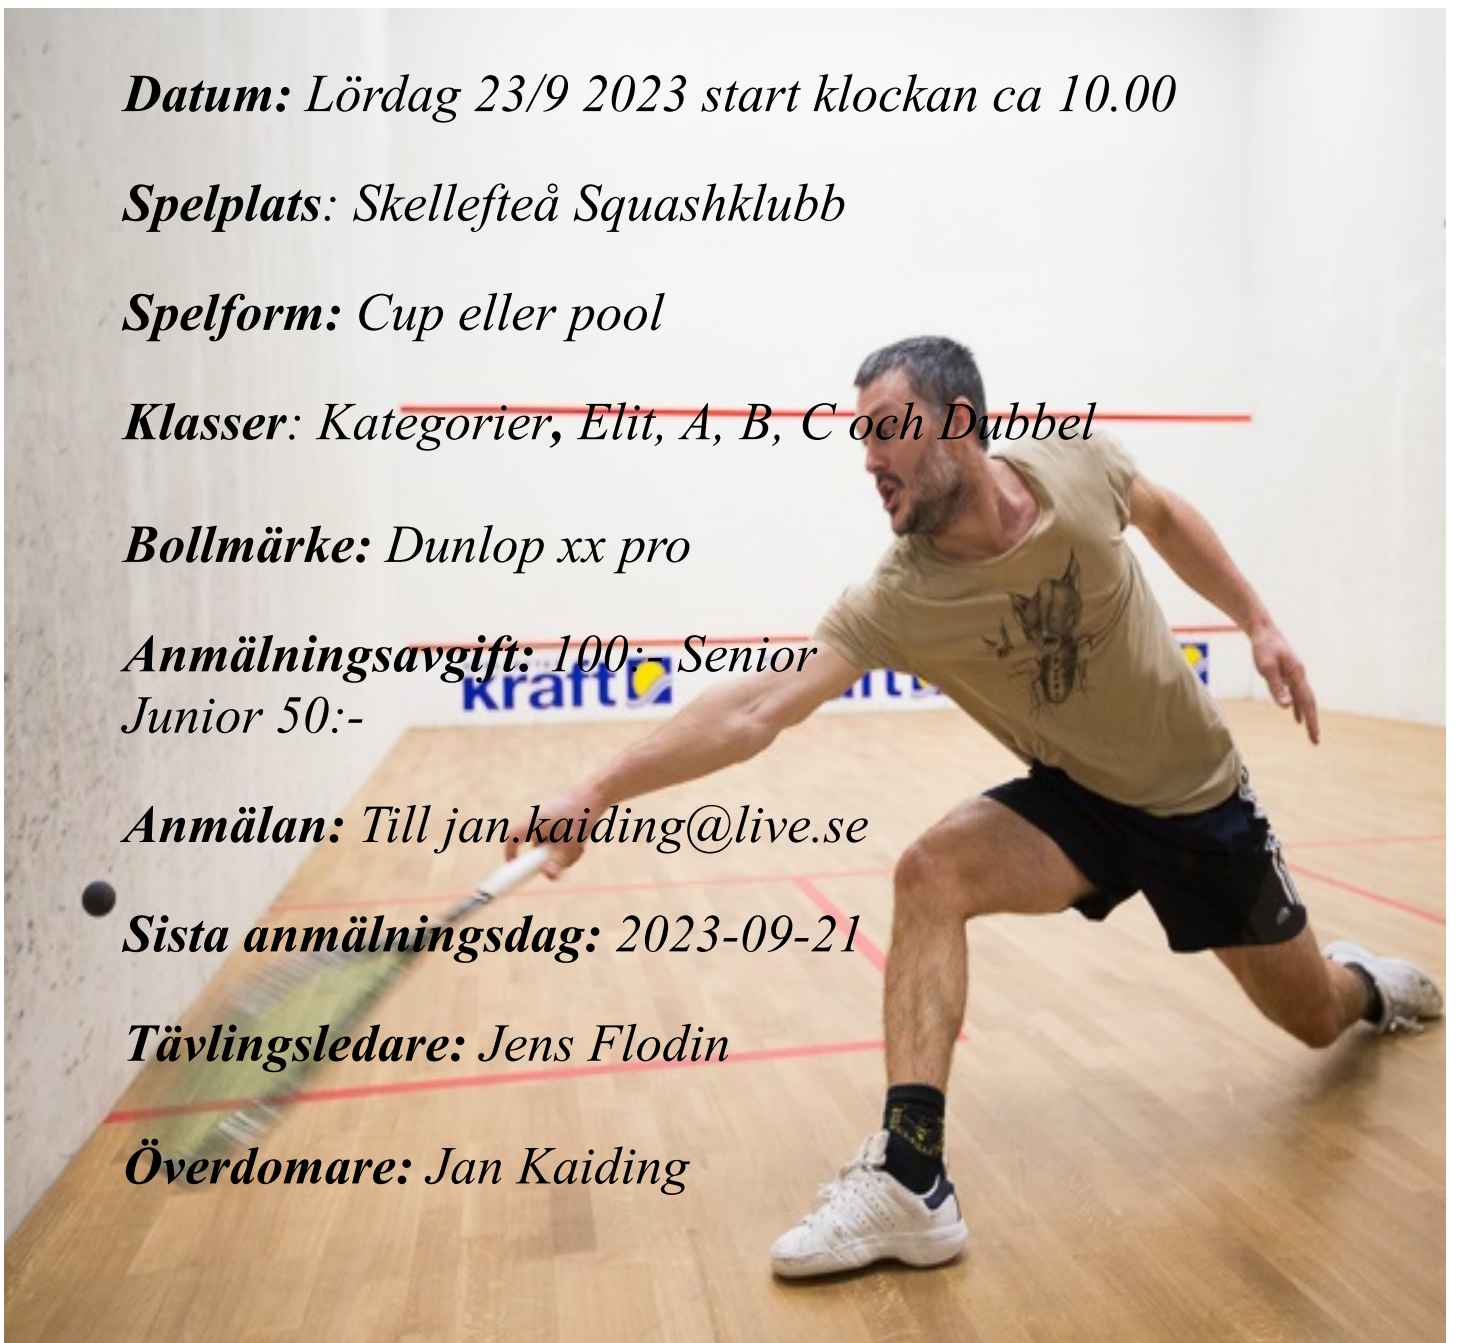 Datum: Lördag 23/9 2023 start klockan ca 10.00
Spelplats: Skellefteå Squashklubb
Spelform: Cup eller pool
Klasser: Kategorier, Elit, A, B, C och Dubbel
Bollmärke: Dunlop xx pro
Anmälningsavgift: 100:- Senior
kraft
Junior 50:-
Anmälan: Till jan.kaiding@live.se
Sista anmälningsdag: 2023-09-21
Tävlingsledare: Jens Flodin
Överdomare: Jan Kaiding